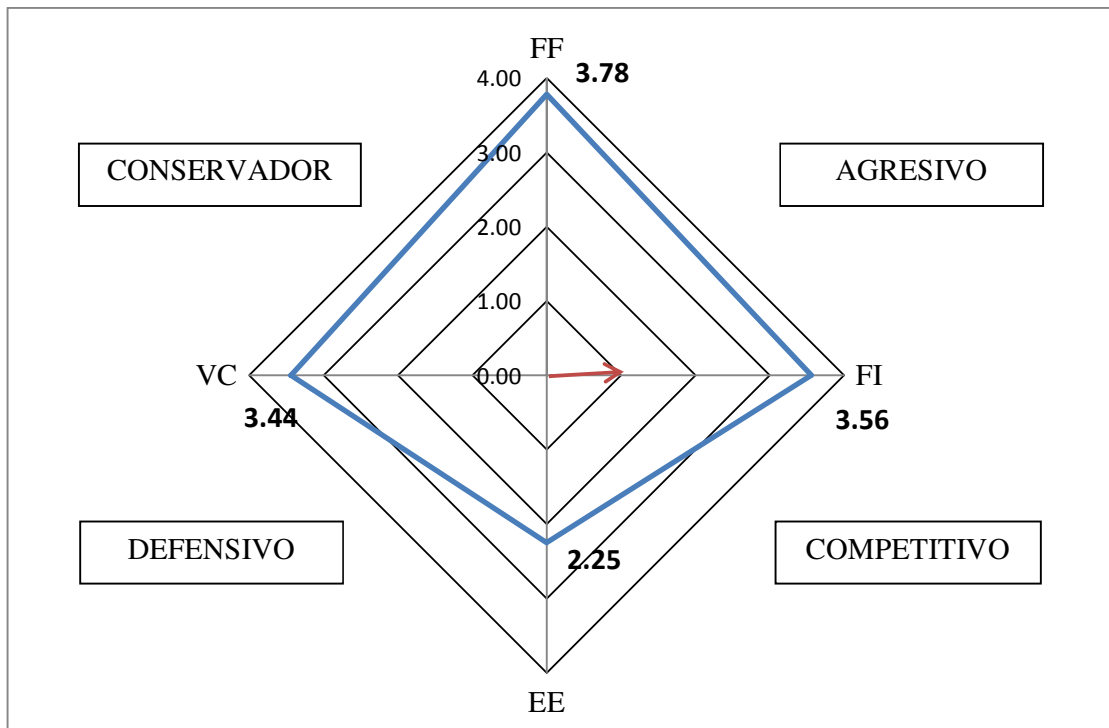 FF
4.00
3.78
CONSERVADOR
AGRESIVO
3.00
2.00
1.00
VC
0.00
FI
3.44
3.56
DEFENSIVO
2.25
COMPETITIVO
EE